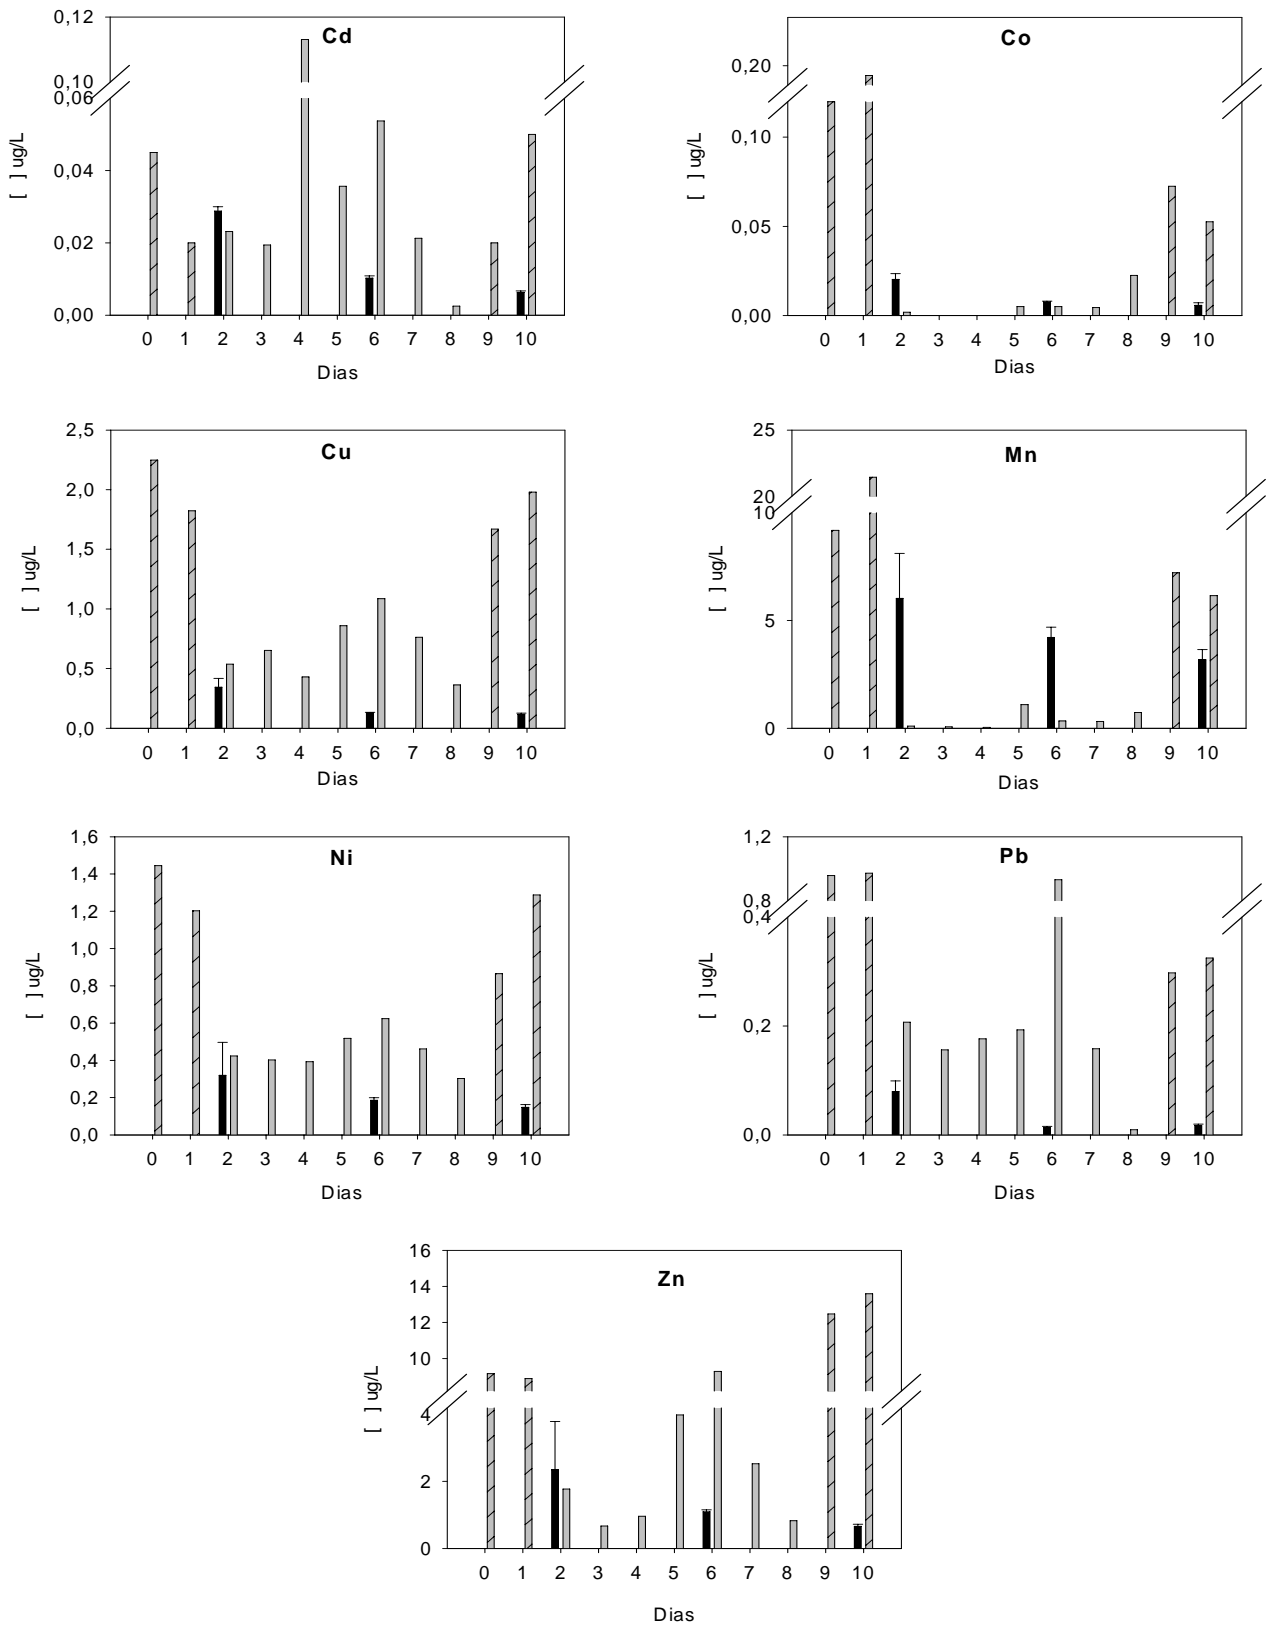 Cd
0,12
0,10
0,06
0,04
0,02
0,00
[ ] ug/L
0 1 2 3 4 5 6 7 8 9 10
Dias
Co
0,20
0,10
0,05
0,00
[ ] ug/L
0 1 2 3 4 5 6 7 8 9 10
Dias
Cu
2,5
2,0
1,5
1,0
0,5
0,0
[ ] ug/L
0 1 2 3 4 5 6 7 8 9 10
Dias
Mn
25
20
10
5
0
[ ] ug/L
0 1 2 3 4 5 6 7 8 9 10
Dias
Ni
1,6
1,4
1,2
1,0
0,8
0,6
0,4
0,2
0,0
[ ] ug/L
0 1 2 3 4 5 6 7 8 9 10
Dias
Pb
1,2
0,8
0,4
0,2
0,0
[ ] ug/L
0 1 2 3 4 5 6 7 8 9 10
Dias
Zn
16
14
12
10
4
2
0
[ ] ug/L
0 1 2 3 4 5 6 7 8 9 10
Dias